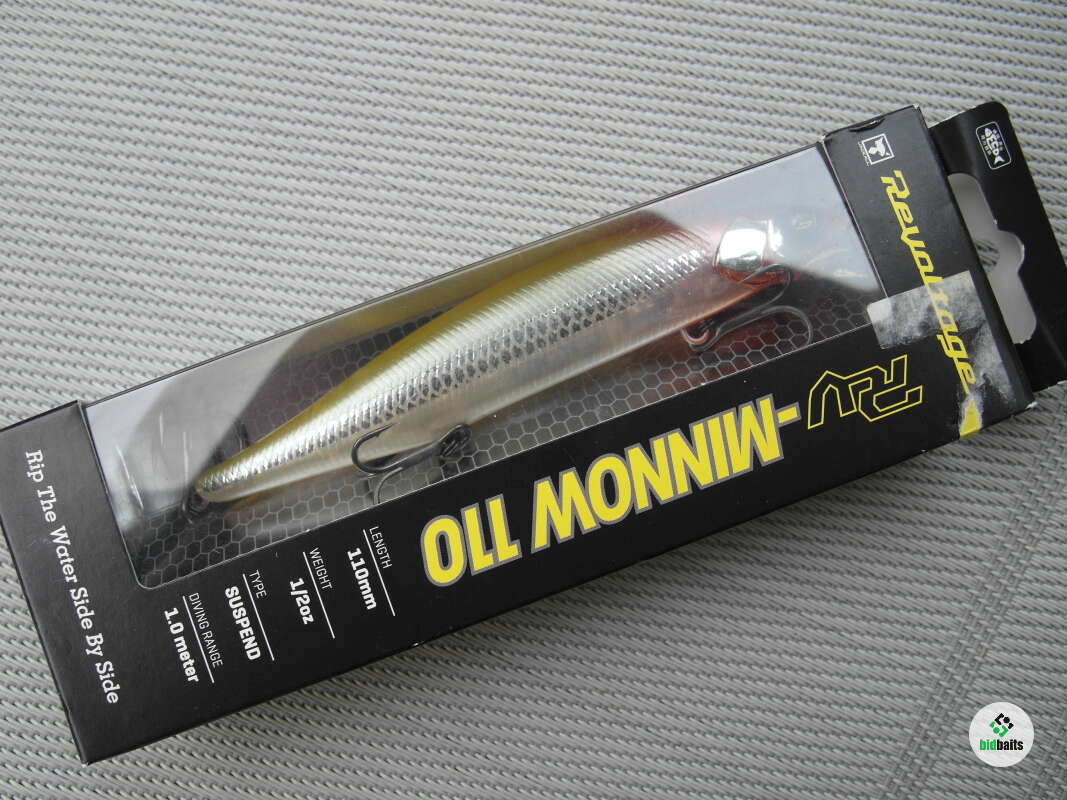 Revoltage
RV
-MINNOW 110
LENGTH
110mm
WEIGHT
1/2oz
TYPE
SUSPEND
DIVING RANGE
1.0 meter
Rip The Water Side By Side
bidbaits